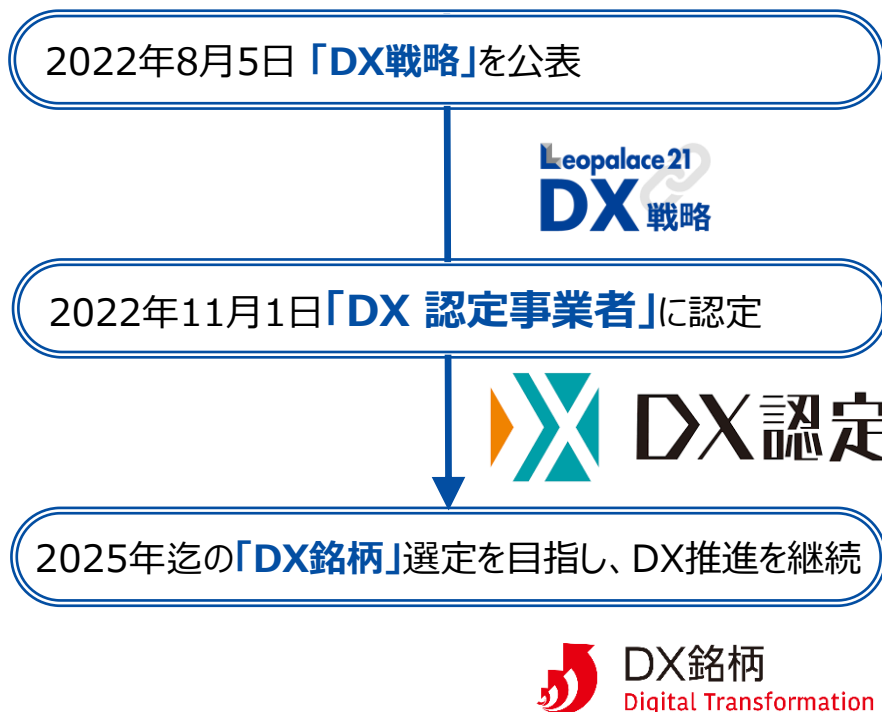 2022年8月5日「DX戦略」を公表
Leopalace 21
DX戦略
2022年11月1日「DX 認定事業者」に認定
DX認定
2025年迄の「DX銘柄」選定を目指し、DX推進を継続
DX銘柄
Digital Transformation